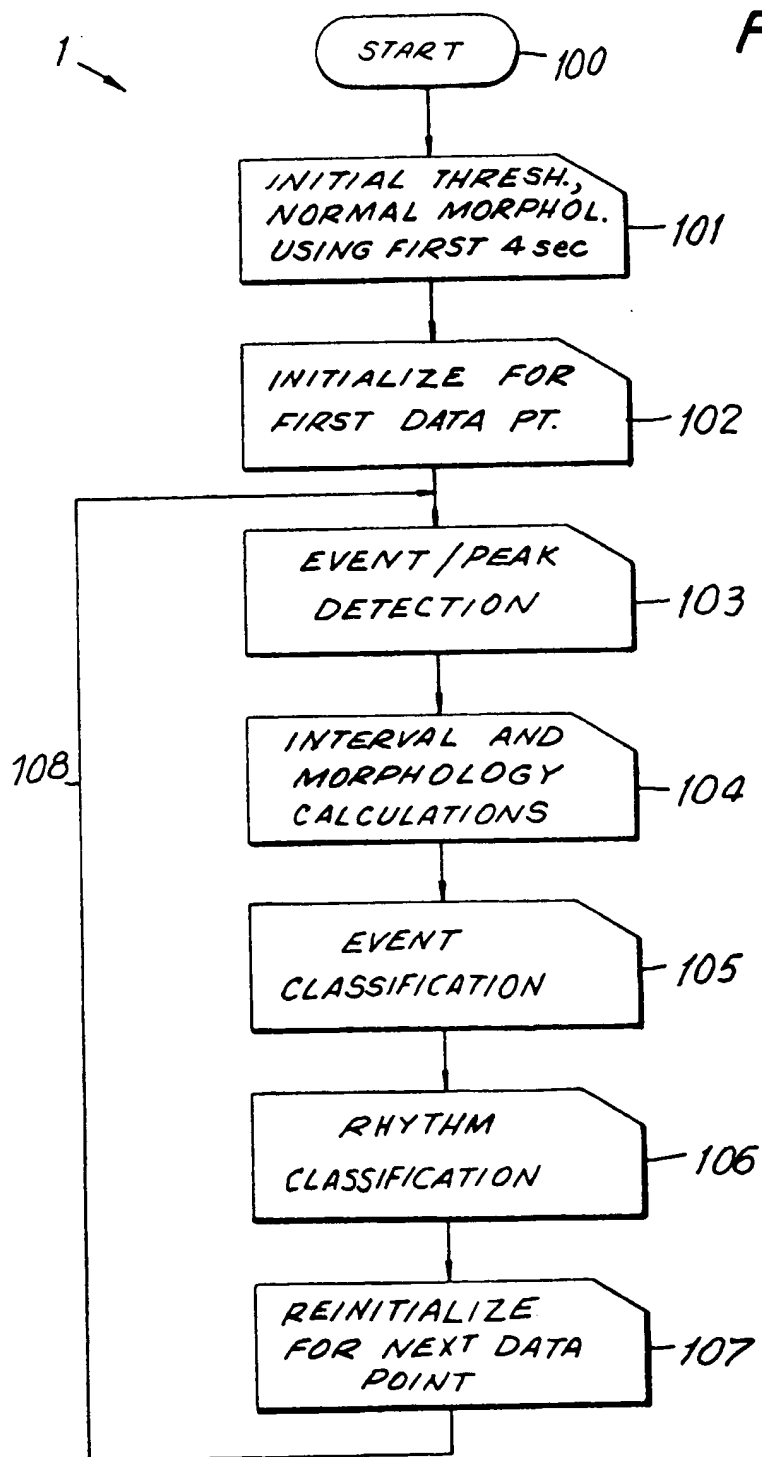 1
START
100
F
INITIAL THRESH.,
NORMAL MORPHOL.
USING FIRST 4 sec
101
INITIALIZE FOR
FIRST DATA PT.
102
EVENT/PEAK
DETECTION
103
INTERVAL AND
MORPHOLOGY
CALCULATIONS
104
108
EVENT
CLASSIFICATION
105
RHYTHM
CLASSIFICATION
106
REINITIALIZE
FOR NEXT DATA
POINT
107